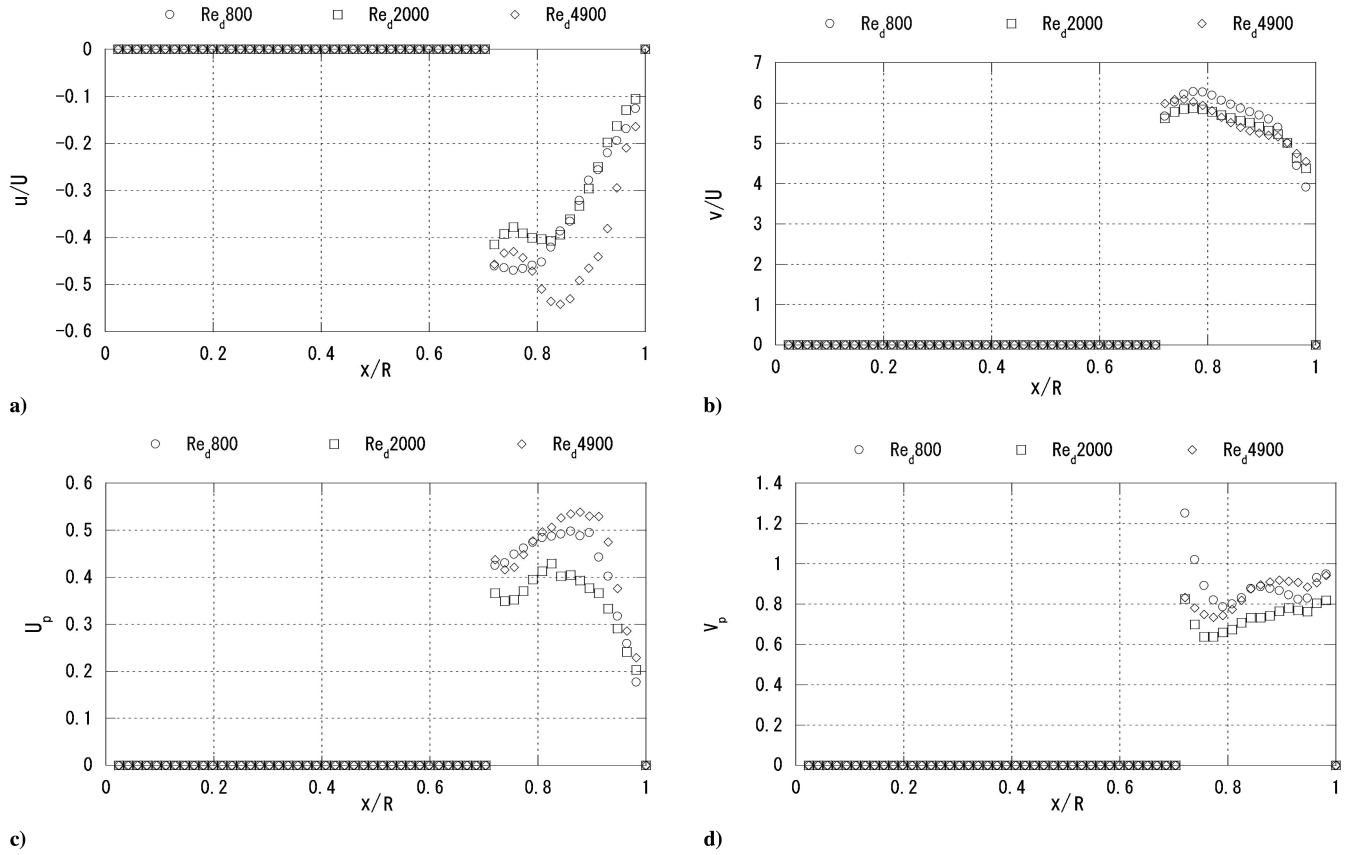 Re_d800 Re_d2000 Re_d4900
0
-0.1
-0.2
-0.3
-0.4
-0.5
-0.6
u/U
0 0.2 0.4 0.6 0.8 1
x/R
a)
Re_d800 Re_d2000 Re_d4900
7
6
5
4
3
2
1
0
v/U
0 0.2 0.4 0.6 0.8 1
x/R
b)
Re_d800 Re_d2000 Re_d4900
0.6
0.5
0.4
0.3
0.2
0.1
0
U_p
0 0.2 0.4 0.6 0.8 1
x/R
c)
Re_d800 Re_d2000 Re_d4900
1.4
1.2
1
0.8
0.6
0.4
0.2
0
V_p
0 0.2 0.4 0.6 0.8 1
x/R
d)